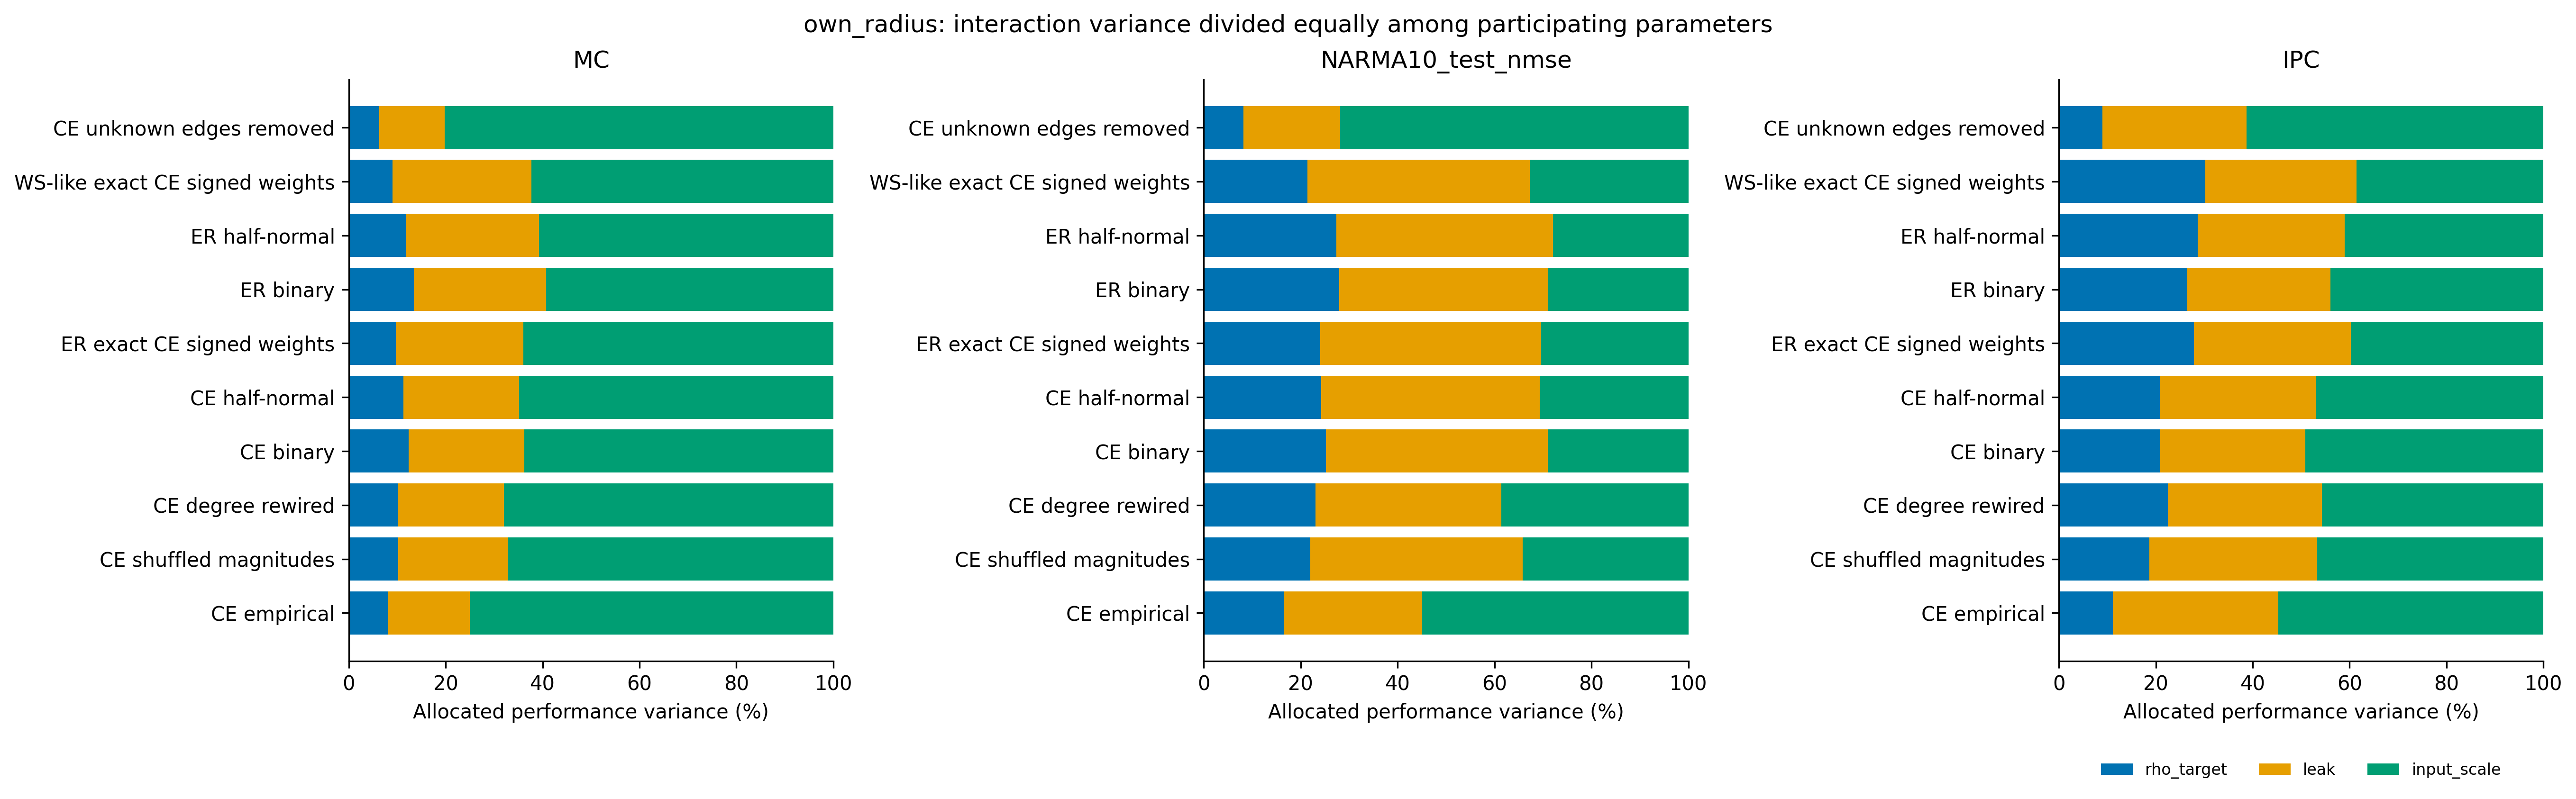 own_radius: interaction variance divided equally among participating parameters
MC
CE unknown edges removed
WS-like exact CE signed weights
ER half-normal
ER binary
ER exact CE signed weights
CE half-normal
CE binary
CE degree rewired
CE shuffled magnitudes
CE empirical
0 20 40 60 80 100
Allocated performance variance (%)
NARMA10_test_nmse
CE unknown edges removed
WS-like exact CE signed weights
ER half-normal
ER binary
ER exact CE signed weights
CE half-normal
CE binary
CE degree rewired
CE shuffled magnitudes
CE empirical
0 20 40 60 80 100
Allocated performance variance (%)
IPC
CE unknown edges removed
WS-like exact CE signed weights
ER half-normal
ER binary
ER exact CE signed weights
CE half-normal
CE binary
CE degree rewired
CE shuffled magnitudes
CE empirical
0 20 40 60 80 100
Allocated performance variance (%)
rho_target leak input_scale